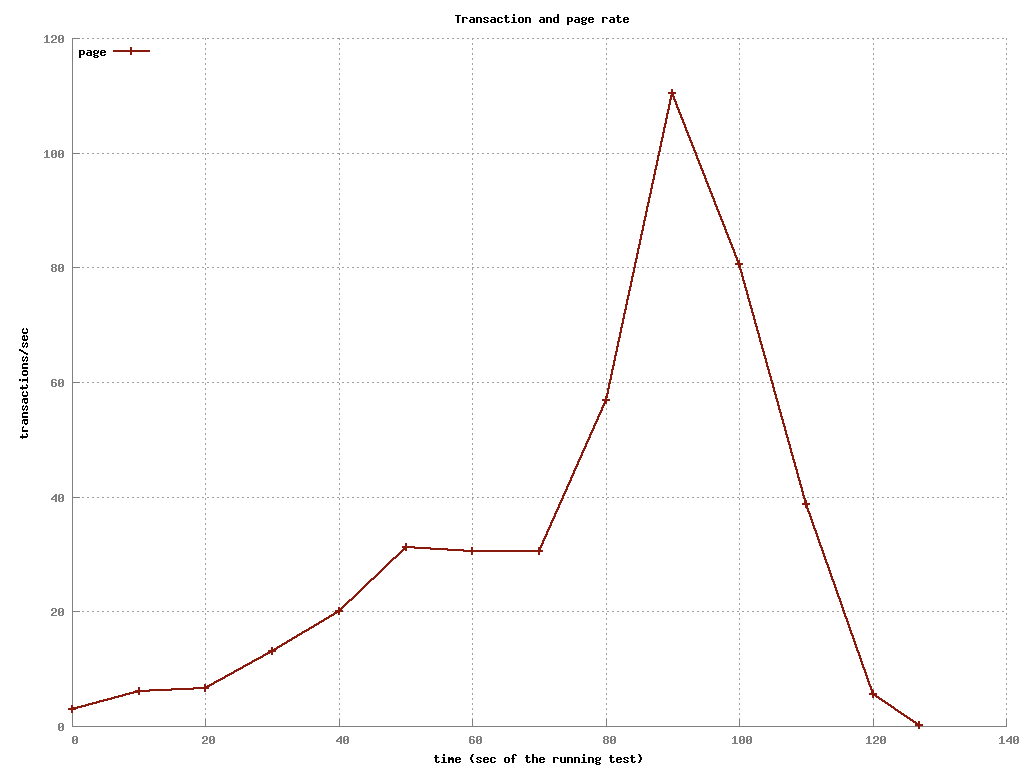 Transaction and page rate
120
page
100
80
60
40
20
0
transactions/sec
0 20 40 60 80 100 120 140
time (sec of the running test)